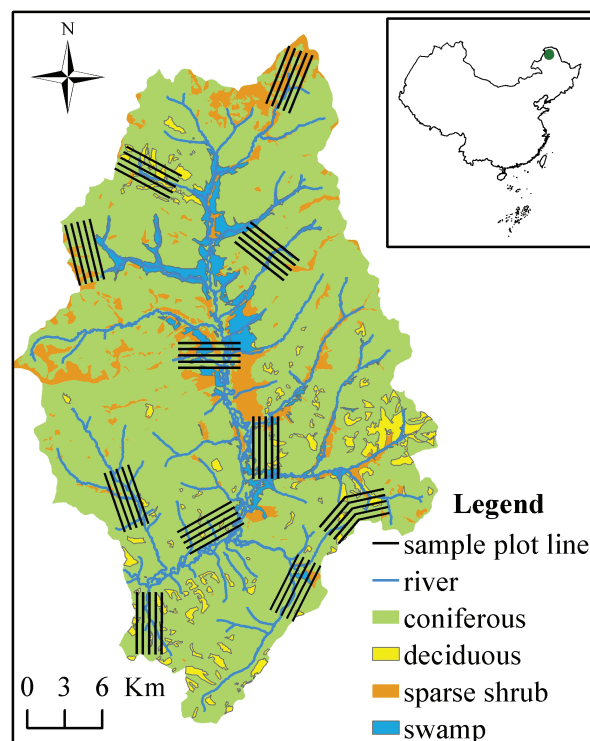 Legend
sample plot line
river
coniferous
deciduous
sparse shrub
swamp
0 3 6 Km